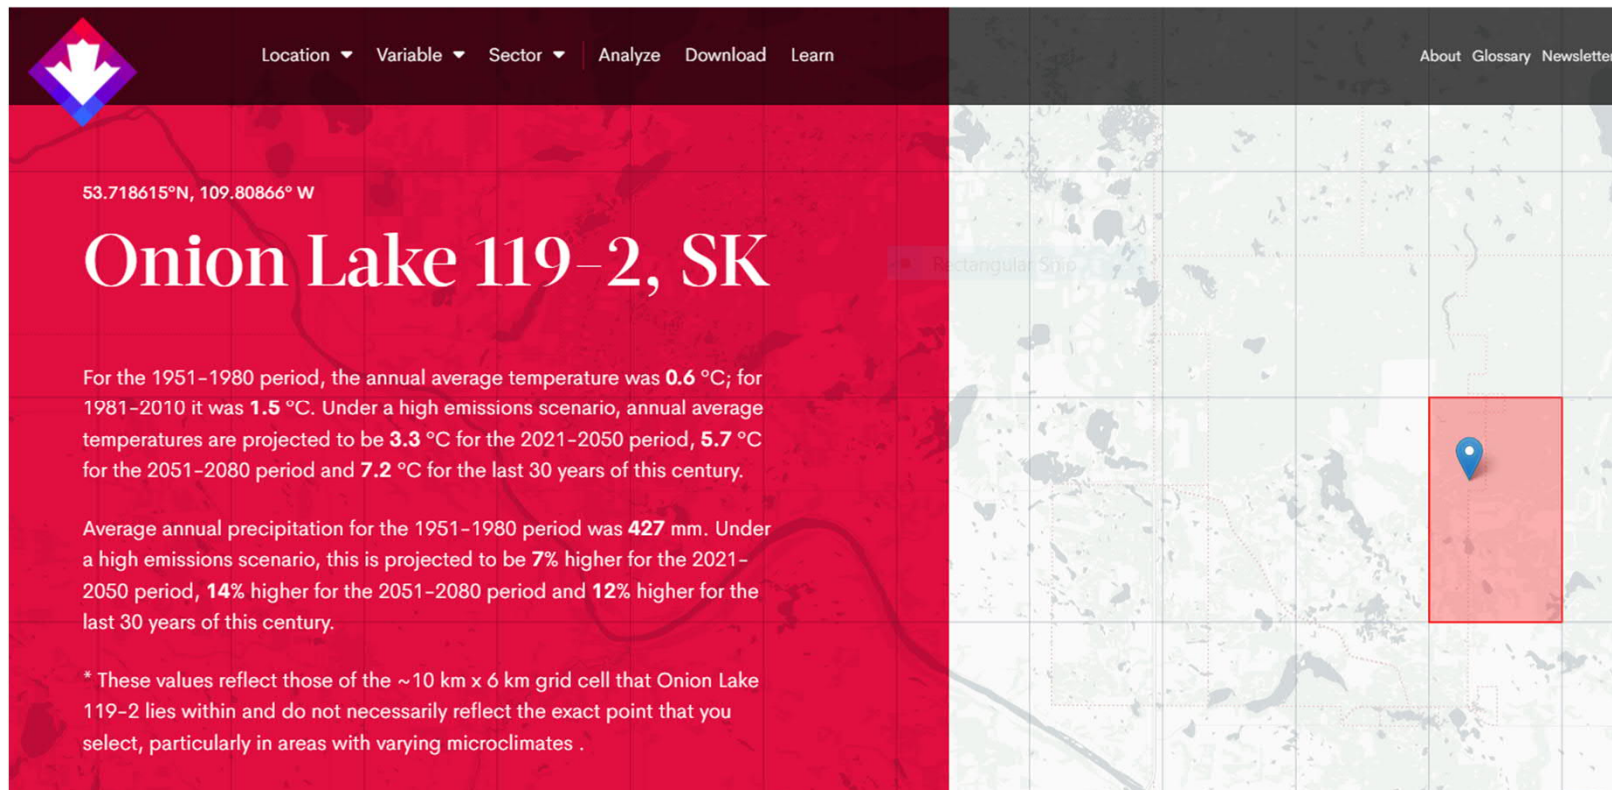 Location Variable Sector Analyze Download Learn About Glossary Newsletter
53.718615°N, 109.80866° W
Onion Lake 119-2, SK
Rectangular Snip
For the 1951-1980 period, the annual average temperature was 0.6 °C; for
1981-2010 it was 1.5 °C. Under a high emissions scenario, annual average
temperatures are projected to be 3.3 °C for the 2021-2050 period, 5.7 °C
for the 2051-2080 period and 7.2 °C for the last 30 years of this century.
Average annual precipitation for the 1951-1980 period was 427 mm. Under
a high emissions scenario, this is projected to be 7% higher for the 2021-
2050 period, 14% higher for the 2051-2080 period and 12% higher for the
last 30 years of this century.
* These values reflect those of the ~10 km x 6 km grid cell that Onion Lake
119-2 lies within and do not necessarily reflect the exact point that you
select, particularly in areas with varying microclimates .